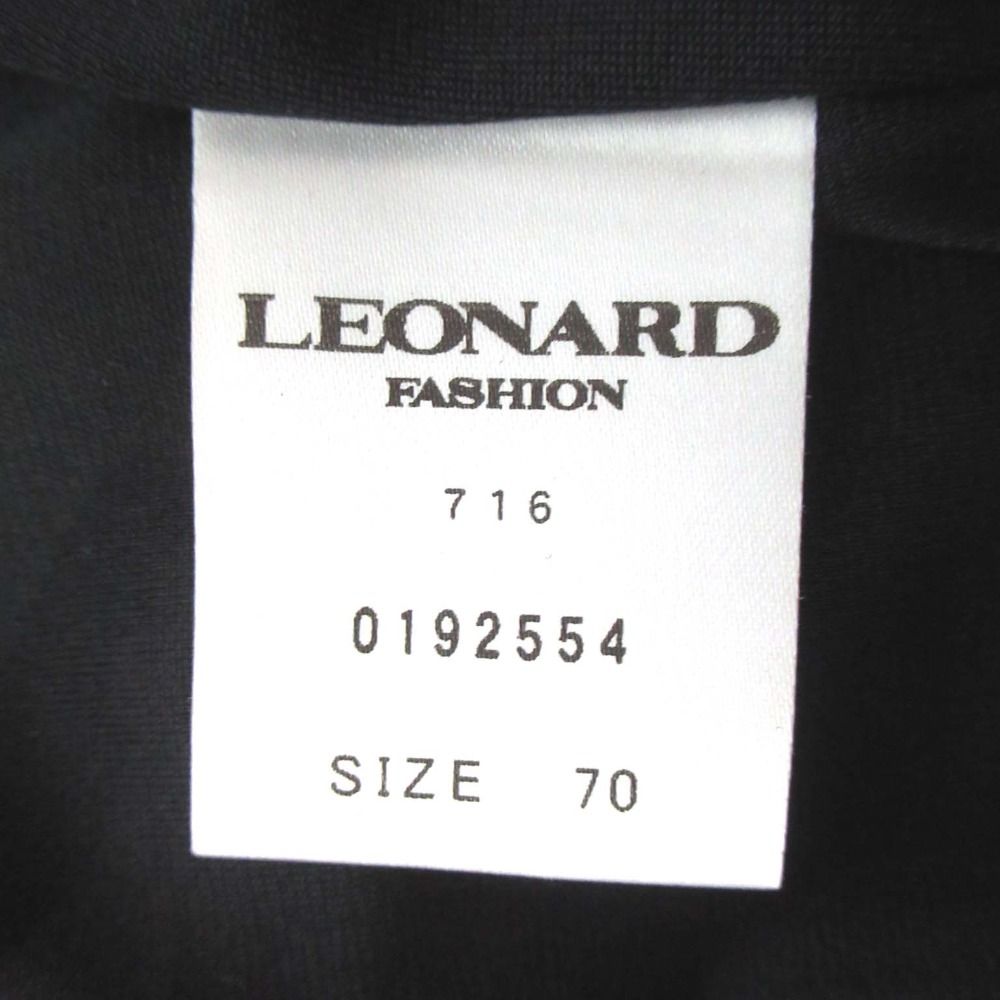 LEONARD
FASHION
716
0192554
SIZE 70